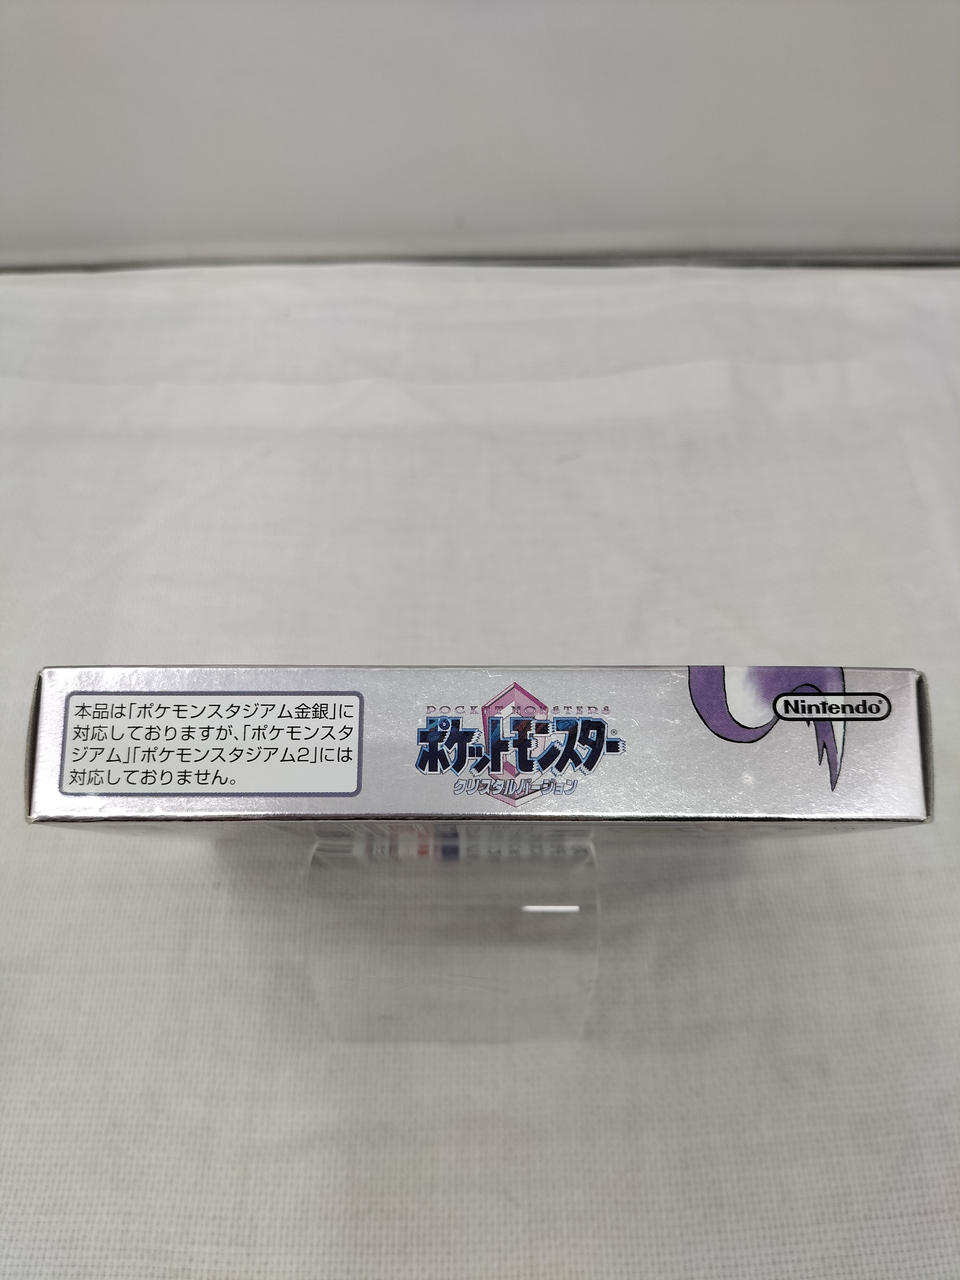 本品は「ポケモンスタジアム金銀」に
対応しておりますが、「ポケモンスタ
ジアム」「ポケモンスタジアム2」には
対応しておりません。
POCKET MONSTERS
ポケットモンスター®
クリスタルバージョン
Nintendo®